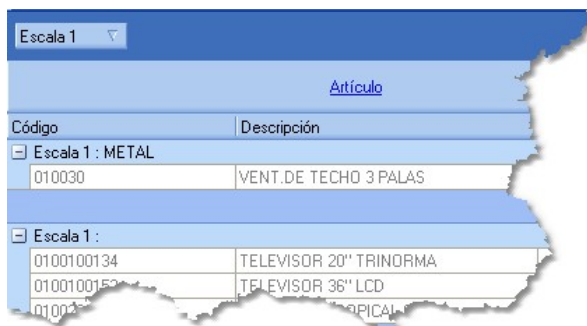 Escala 1
Artículo
Código Descripción
Escala 1 : METAL
010030 VENT.DE TECHO 3 PALAS
Escala 1 :
0100100134 TELEVISOR 20" TRINORMA
TELEVISOR 36" LCD